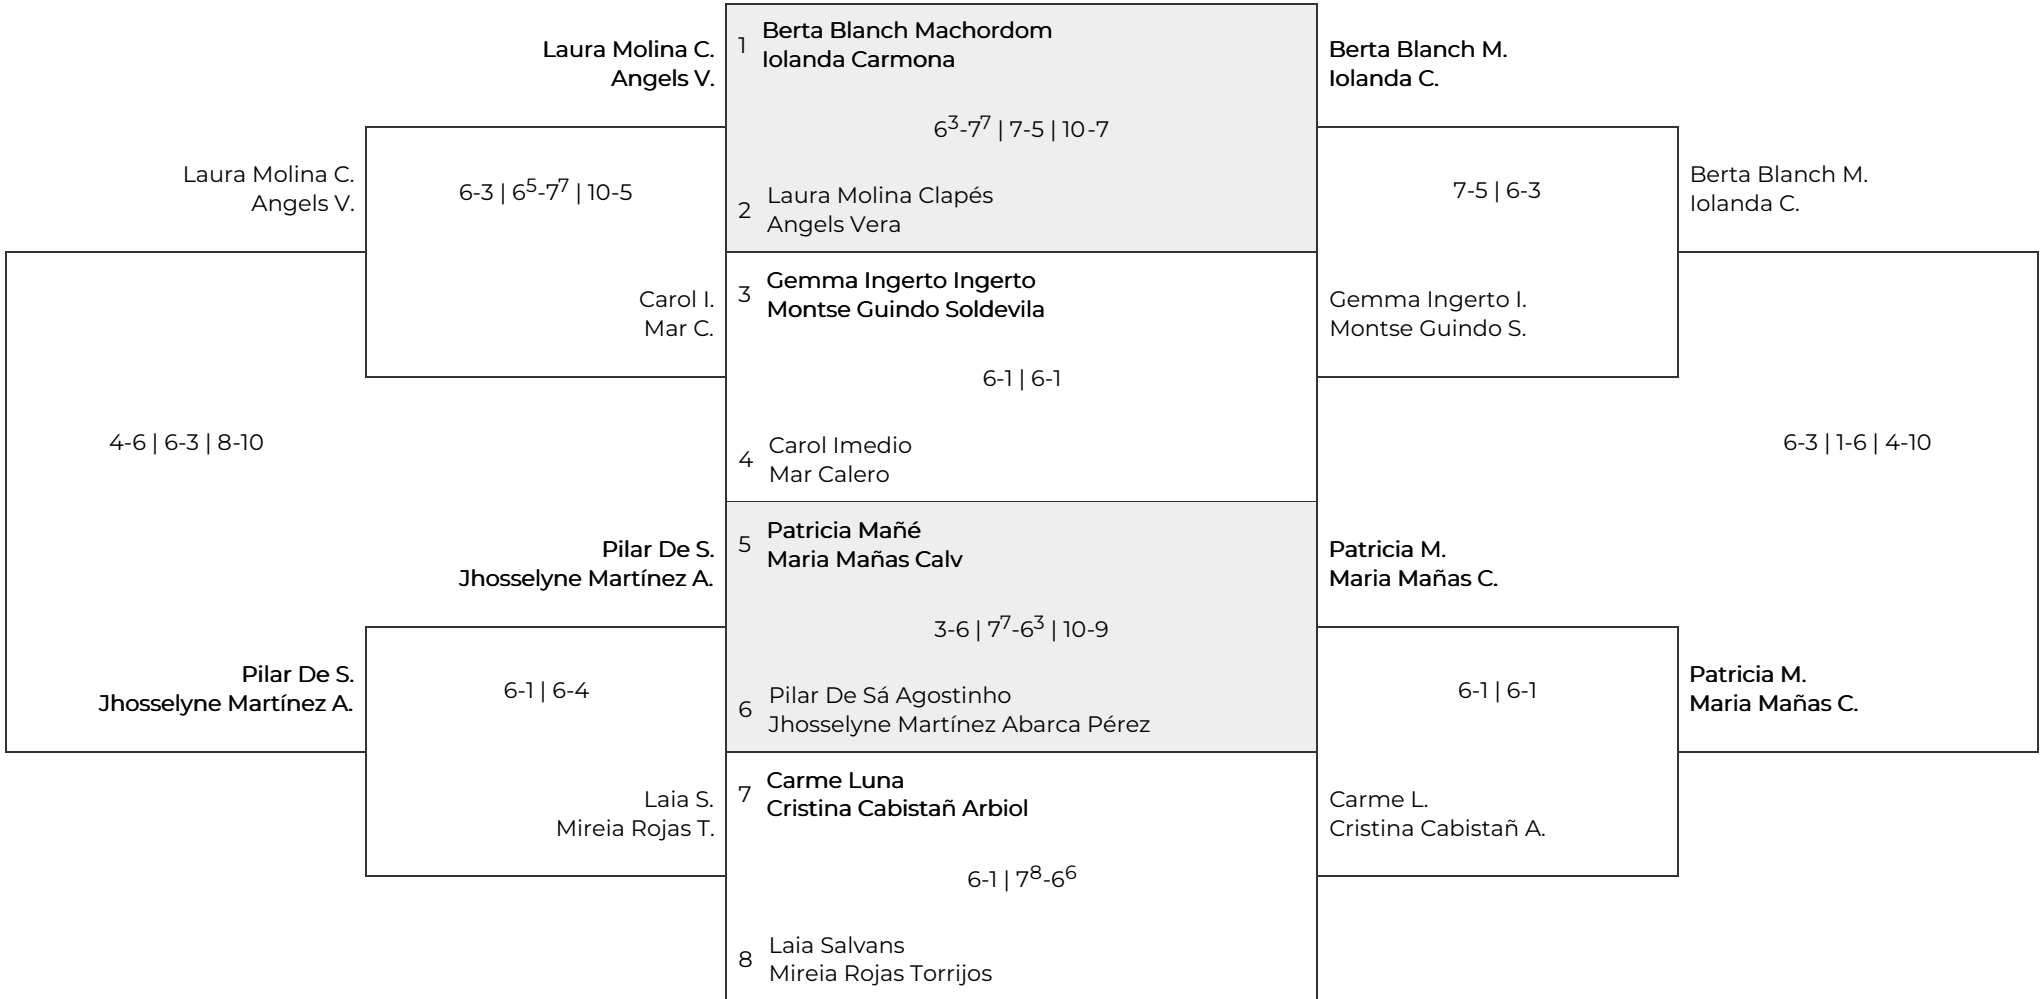 Laura Molina C.
Angels V.
Laura Molina C.
Angels V.
6-3 | 6⁵-7⁷ | 10-5
Carol I.
Mar C.
4-6 | 6-3 | 8-10
Pilar De S.
Jhosselyne Martínez A.
Pilar De S.
Jhosselyne Martínez A.
6-1 | 6-4
Laia S.
Mireia Rojas T.
1
Berta Blanch Machordom
Iolanda Carmona
6³-7⁷ | 7-5 | 10-7
2
Laura Molina Clapés
Angels Vera
3
Gemma Ingerto Ingerto
Montse Guindo Soldevila
6-1 | 6-1
4
Carol Imedio
Mar Calero
5
Patricia Mañé
Maria Mañas Calv
3-6 | 7⁷-6³ | 10-9
6
Pilar De Sá Agostinho
Jhosselyne Martínez Abarca Pérez
7
Carme Luna
Cristina Cabistañ Arbiol
6-1 | 7⁸-6⁶
8
Laia Salvans
Mireia Rojas Torrijos
Berta Blanch M.
Iolanda C.
7-5 | 6-3
Gemma Ingerto I.
Montse Guindo S.
Patricia M.
Maria Mañas C.
6-1 | 6-1
Carme L.
Cristina Cabistañ A.
Berta Blanch M.
Iolanda C.
6-3 | 1-6 | 4-10
Patricia M.
Maria Mañas C.